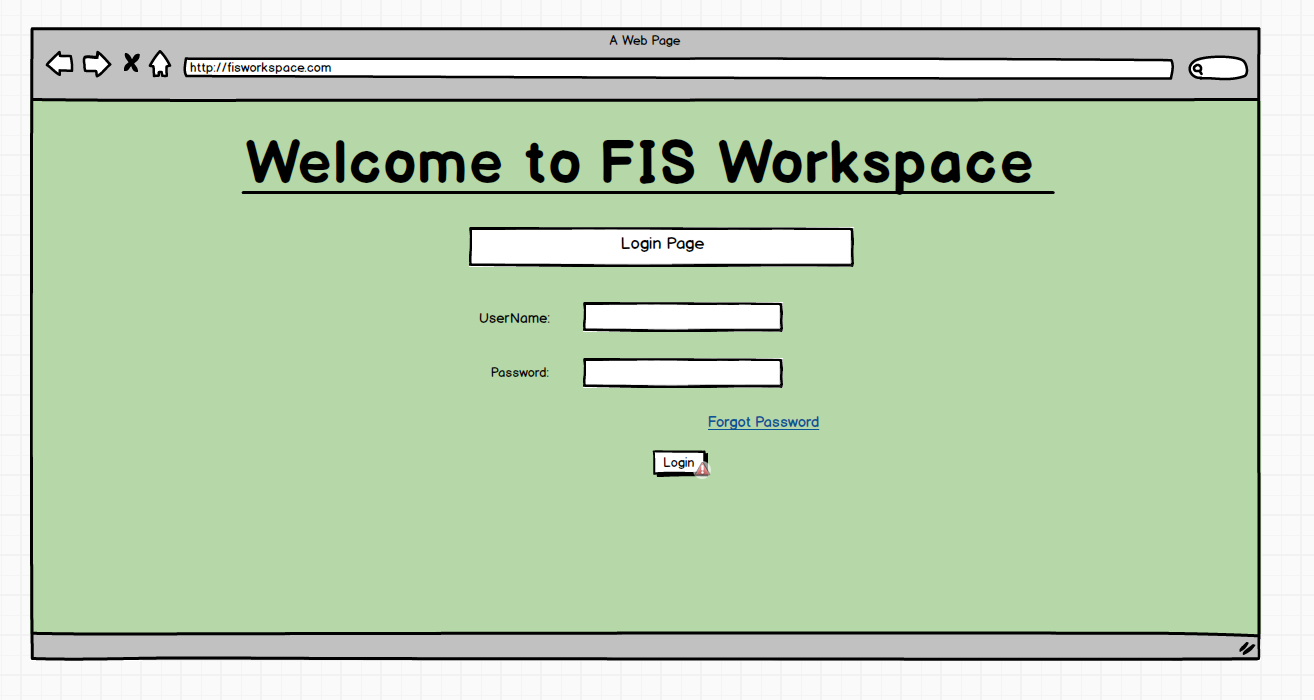 A Web Page
http://fisworkspace.com
Welcome to FIS Workspace
Login Page
UserName:
Password:
Forgot Password
Login